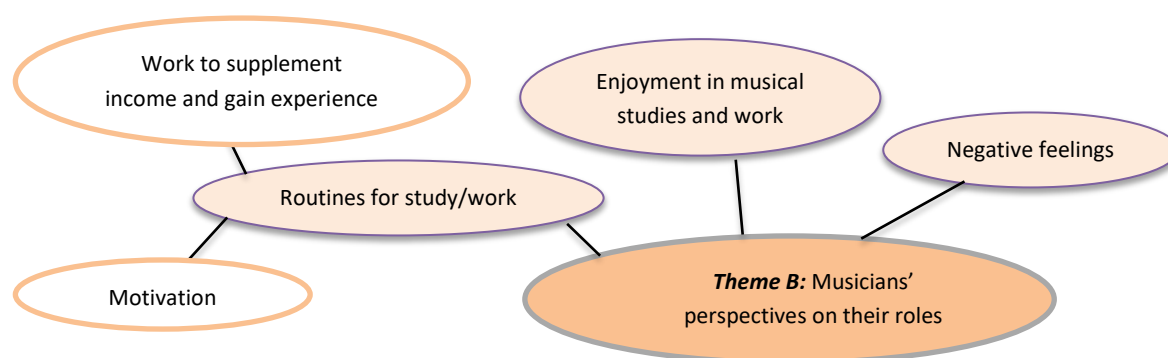 Work to supplement
income and gain experience
Enjoyment in musical
studies and work
Negative feelings
Routines for study/work
Motivation
Theme B: Musicians’
perspectives on their roles